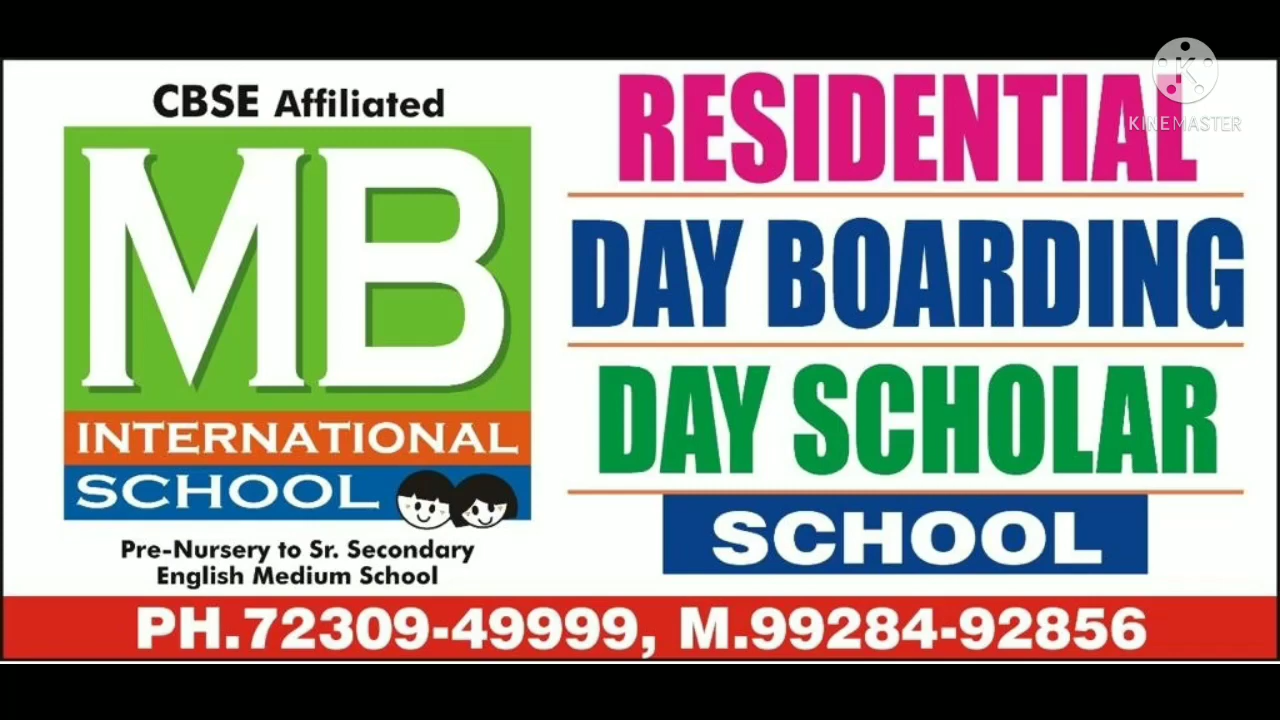 CBSE Affiliated
MB
INTERNATIONAL
SCHOOL
Pre-Nursery to Sr. Secondary
English Medium School
RESIDENTIAL
DAY BOARDING
DAY SCHOLAR
SCHOOL
PH.72309-49999, M.99284-92856
K
KINEMASTER